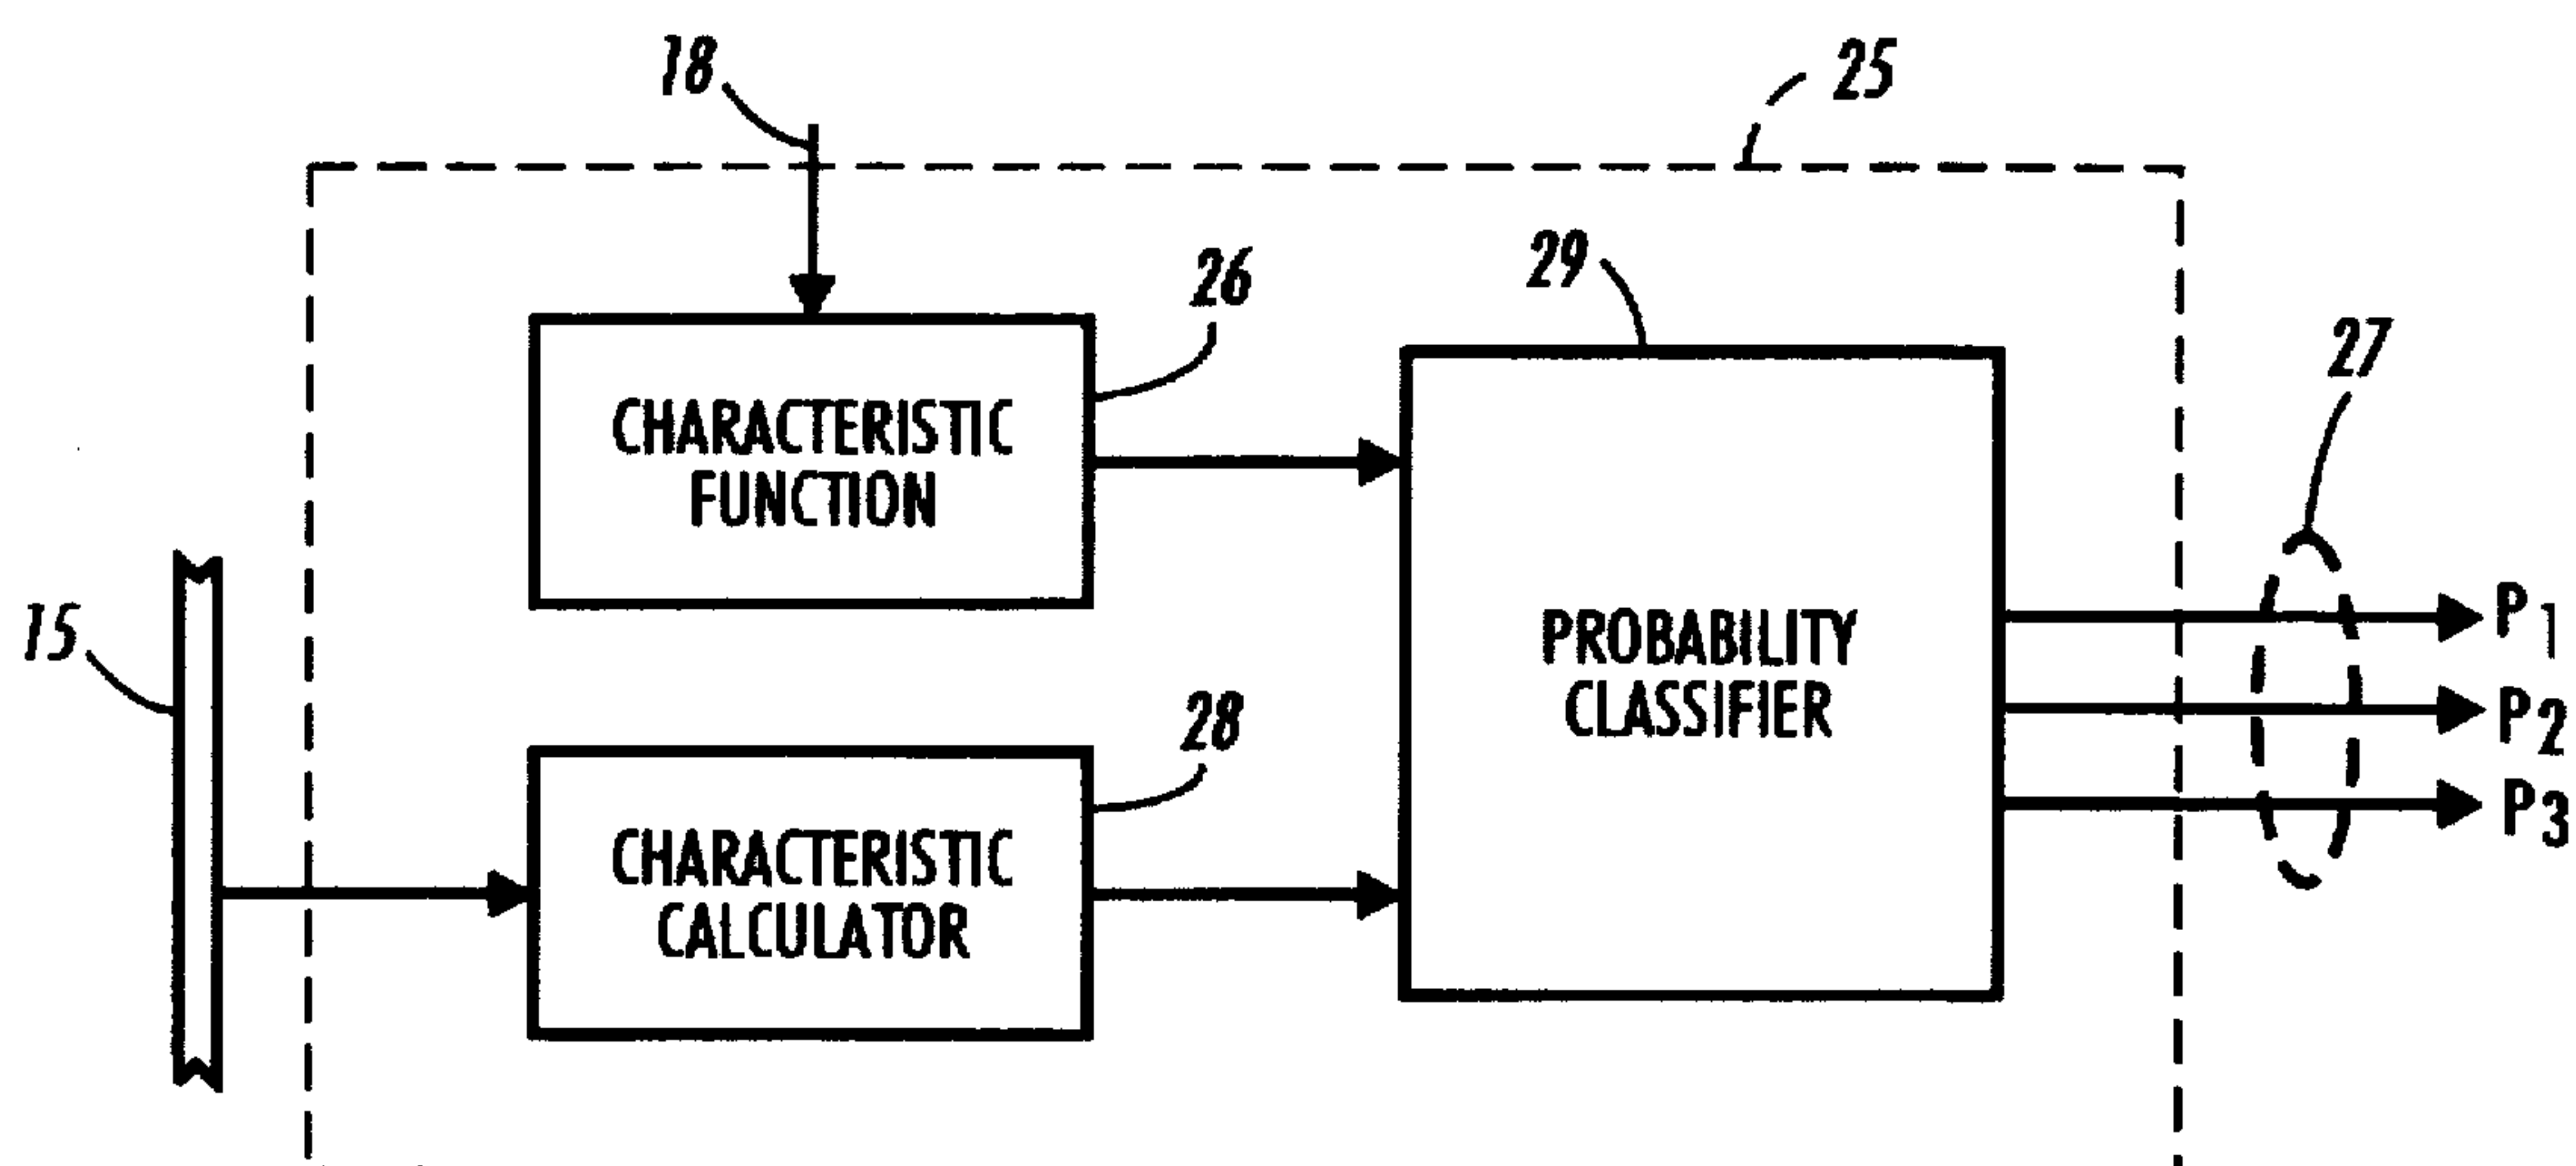 18
25
26
29
27
CHARACTERISTIC
FUNCTION
15
PROBABILITY
CLASSIFIER
P1
P2
P3
28
CHARACTERISTIC
CALCULATOR